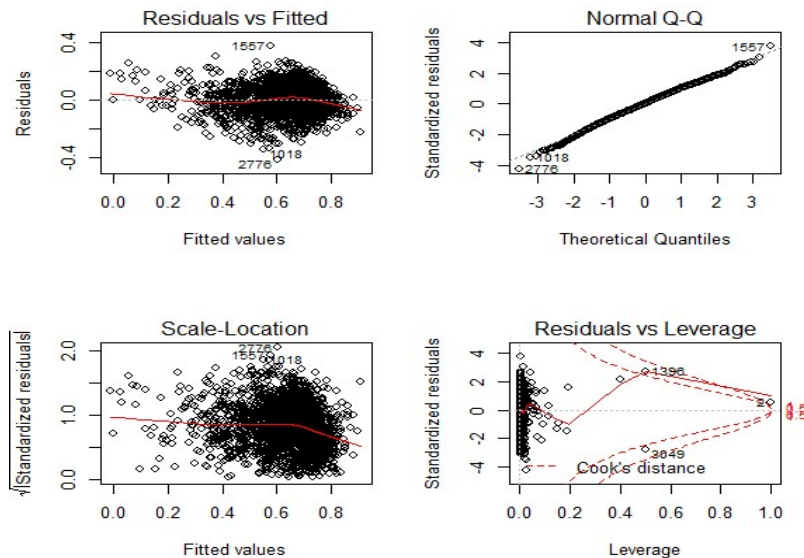 Residuals vs Fitted
Residuals
0.4
0.0
-0.4
1557
1018
2776
0.0 0.2 0.4 0.6 0.8
Fitted values
Normal Q-Q
Standardized residuals
4
2
0
-2
-4
1557
1018
2776
-3 -2 -1 0 1 2 3
Theoretical Quantiles
Scale-Location
√|Standardized residuals|
2.0
1.0
0.0
2776
1557
1018
0.0 0.2 0.4 0.6 0.8
Fitted values
Residuals vs Leverage
Standardized residuals
4
2
0
-2
-4
1396
3049
Cook's distance
0.0 0.2 0.4 0.6 0.8 1.0
Leverage